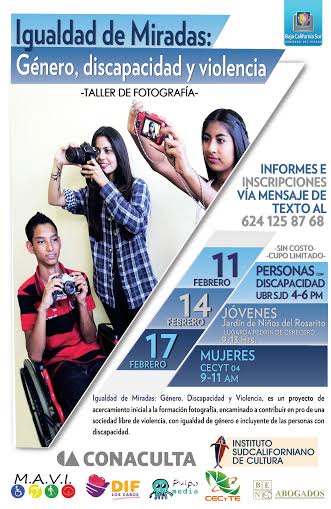 Igualdad de Miradas:
Género, discapacidad y violencia
-TALLER DE FOTOGRAFÍA-
Baja California Sur
INFORMES E
INSCRIPCIONES
VÍA MENSAJE DE
TEXTO AL
624 125 87 68
-SIN COSTO-
-CUPO LIMITADO-
11
FEBRERO
PERSONAS con
DISCAPACIDAD
UBR SJD 4-6 PM
14
FEBRERO
JÓVENES
Jardín de Niños del Rosarito
LUGARDA PEDRÍN DE CERECERO
9-13 Hrs.
17
FEBRERO
MUJERES
CECYT 04
9-11 AM
Igualdad de Miradas: Género, Discapacidad y Violencia, es un proyecto de
acercamiento inicial a la formación fotografía, encaminado a contribuir en pro de una
sociedad libre de violencia, con igualdad de género e incluyente de las personas con
discapacidad.
CONACULTA
INSTITUTO
SUDCALIFORNIANO
DE CULTURA
M.A.V.I.
DIF
LOS CABOS
Pulpo
media
CECYTE
ABOGADOS